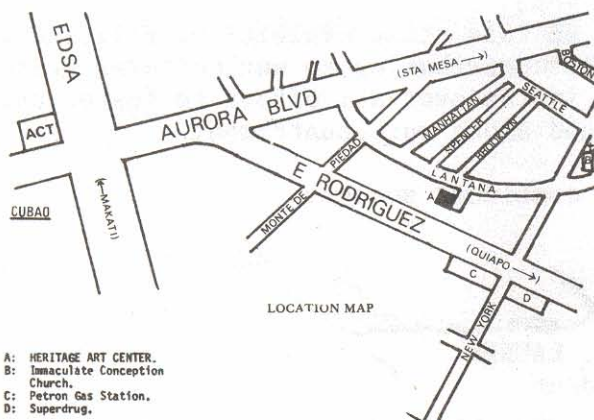 EDSA
ACT
AURORA BLVD
(STA MESA →)
BOSTON
SEATTLE
MANHATTAN
SPENCER
BROOKLYN
B
PIEDAD
LANTANA
A
E RODRIGUEZ
MONTE DE
CUBAO
(← MAKATI)
(QUIAPO →)
C
D
NEW YORK
LOCATION MAP
A: HERITAGE ART CENTER.
B: Immaculate Conception
Church.
C: Petron Gas Station.
D: Superdrug.